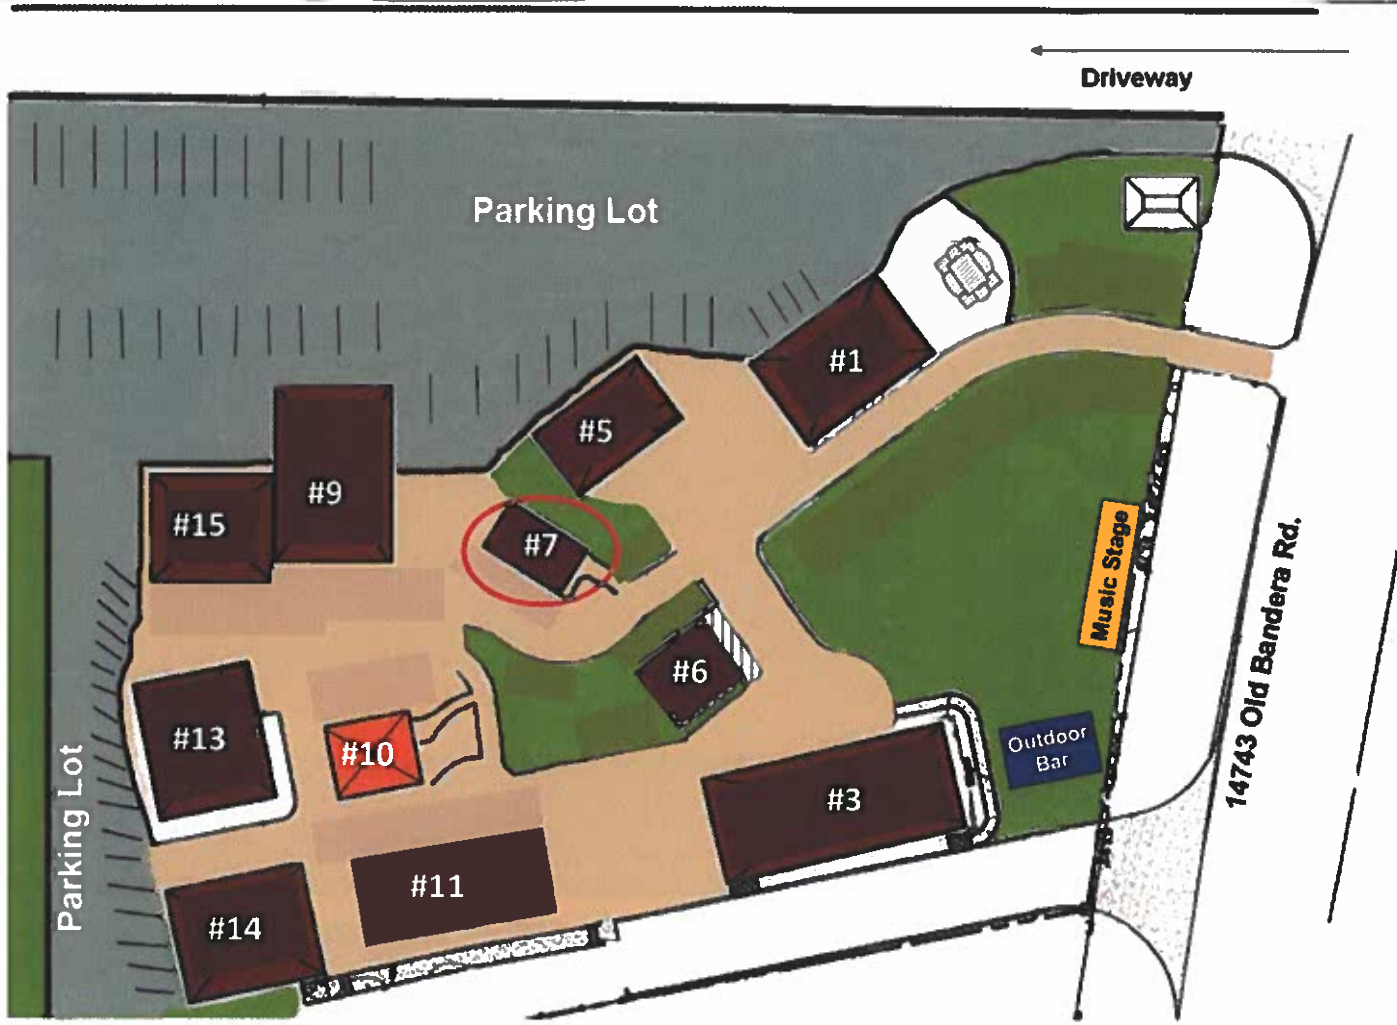 Driveway
Parking Lot
#1
#5
#9
#15
#7
Music Stage
14743 Old Bandera Rd.
#6
#13
#10
Outdoor
Bar
#3
Parking Lot
#11
#14